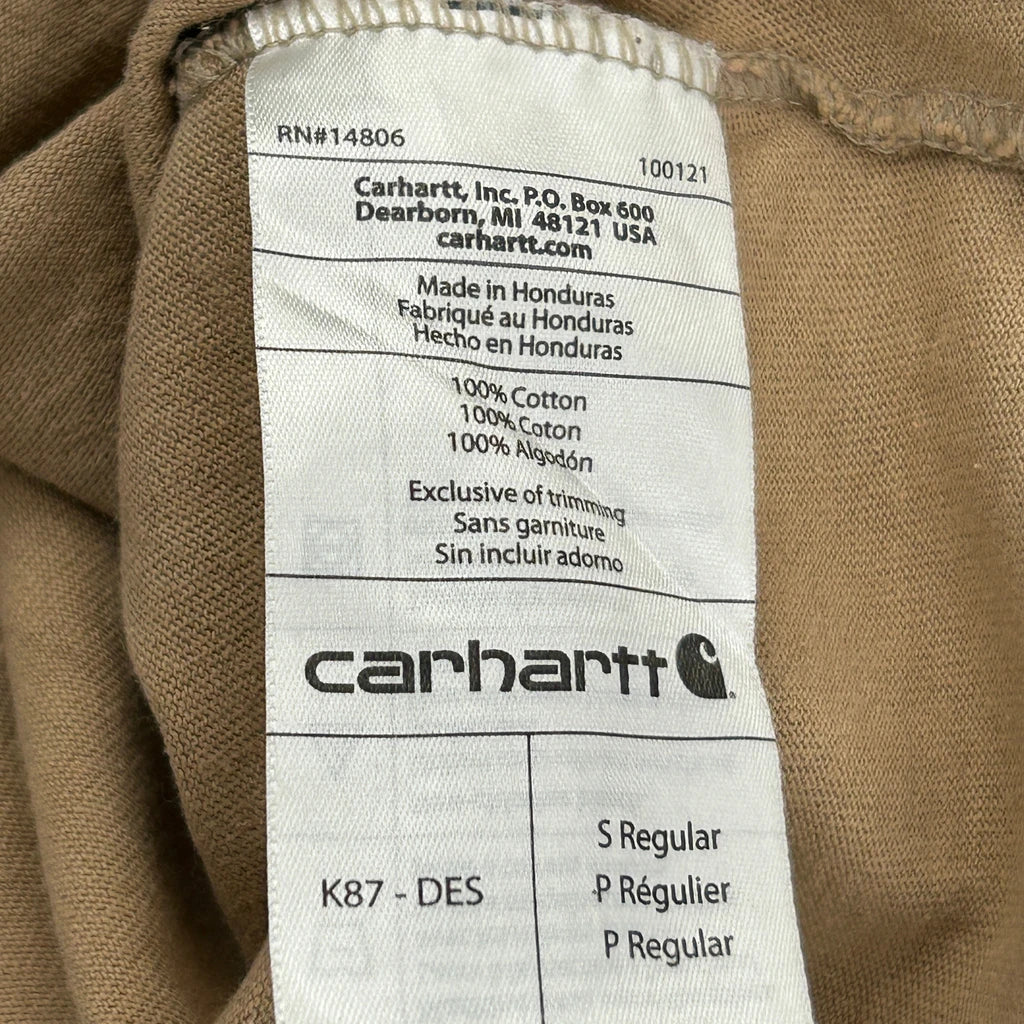 RN#14806
100121
Carhartt, Inc. P.O. Box 600
Dearborn, MI 48121 USA
carhartt.com
Made in Honduras
Fabriqué au Honduras
Hecho en Honduras
100% Cotton
100% Coton
100% Algodón
Exclusive of trimming
Sans garniture
Sin incluir adorno
carhartt
S Regular
K87 - DES
P Régulier
P Regular